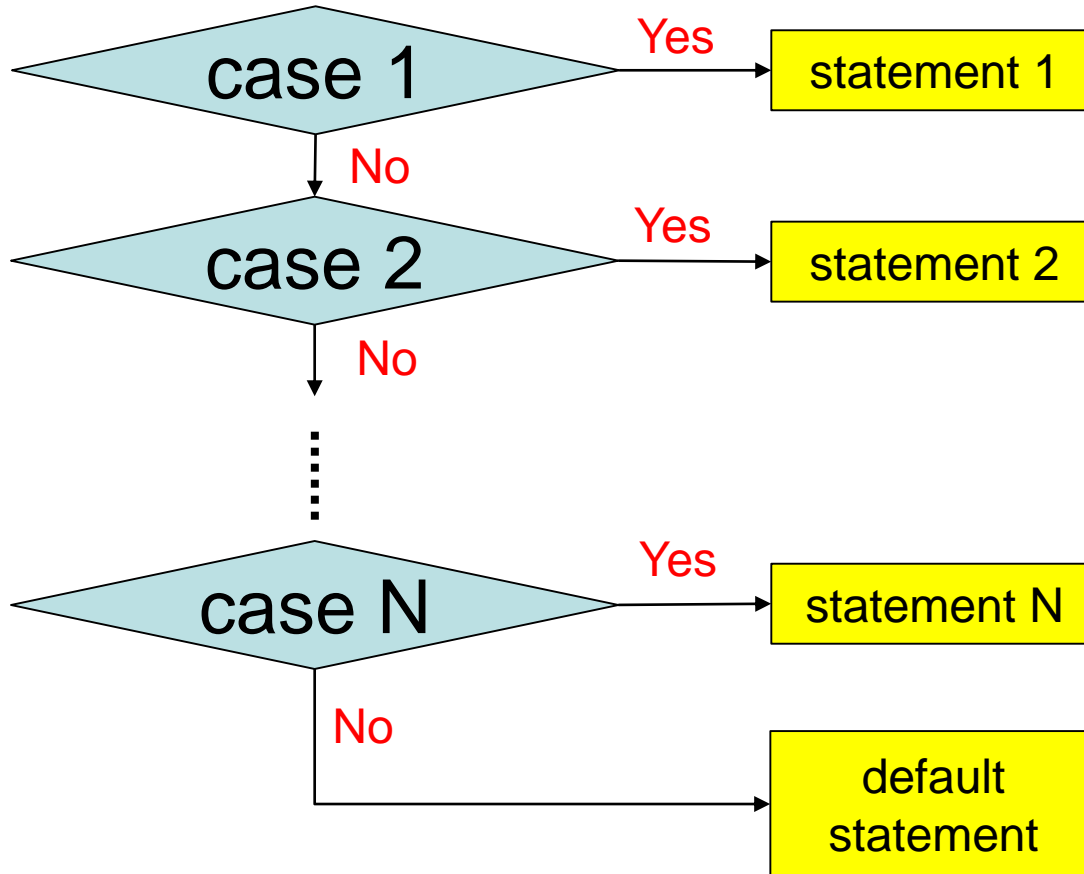 Yes
case 1
statement 1
No
Yes
case 2
statement 2
No
Yes
case N
statement N
No
default
statement